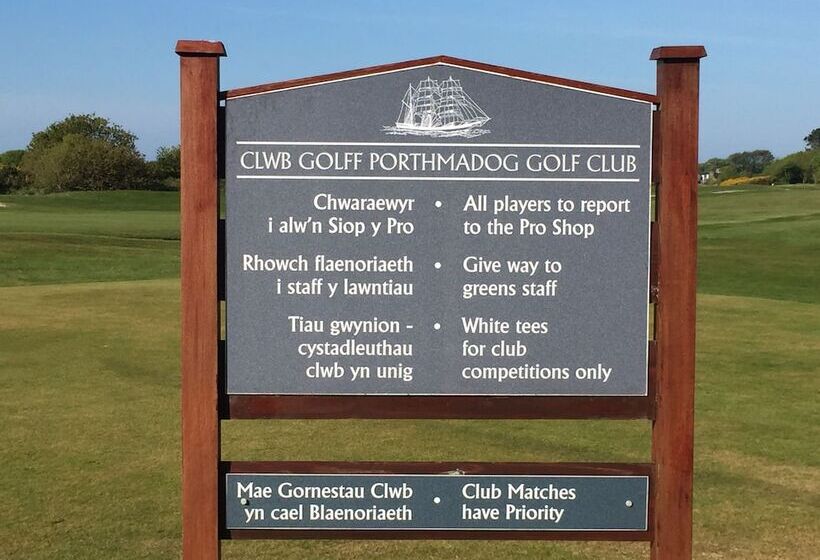 CLWB GOLFF PORTHMADOG GOLF CLUB
Chwaraewyr • All players to report
i alw'n Siop y Pro to the Pro Shop
Rhowch flaenoriaeth • Give way to
i staff y lawntiau greens staff
Tiau gwynion - • White tees
cystadleuthau for club
clwb yn unig competitions only
Mae Gornestau Clwb • Club Matches
yn cael Blaenoriaeth have Priority